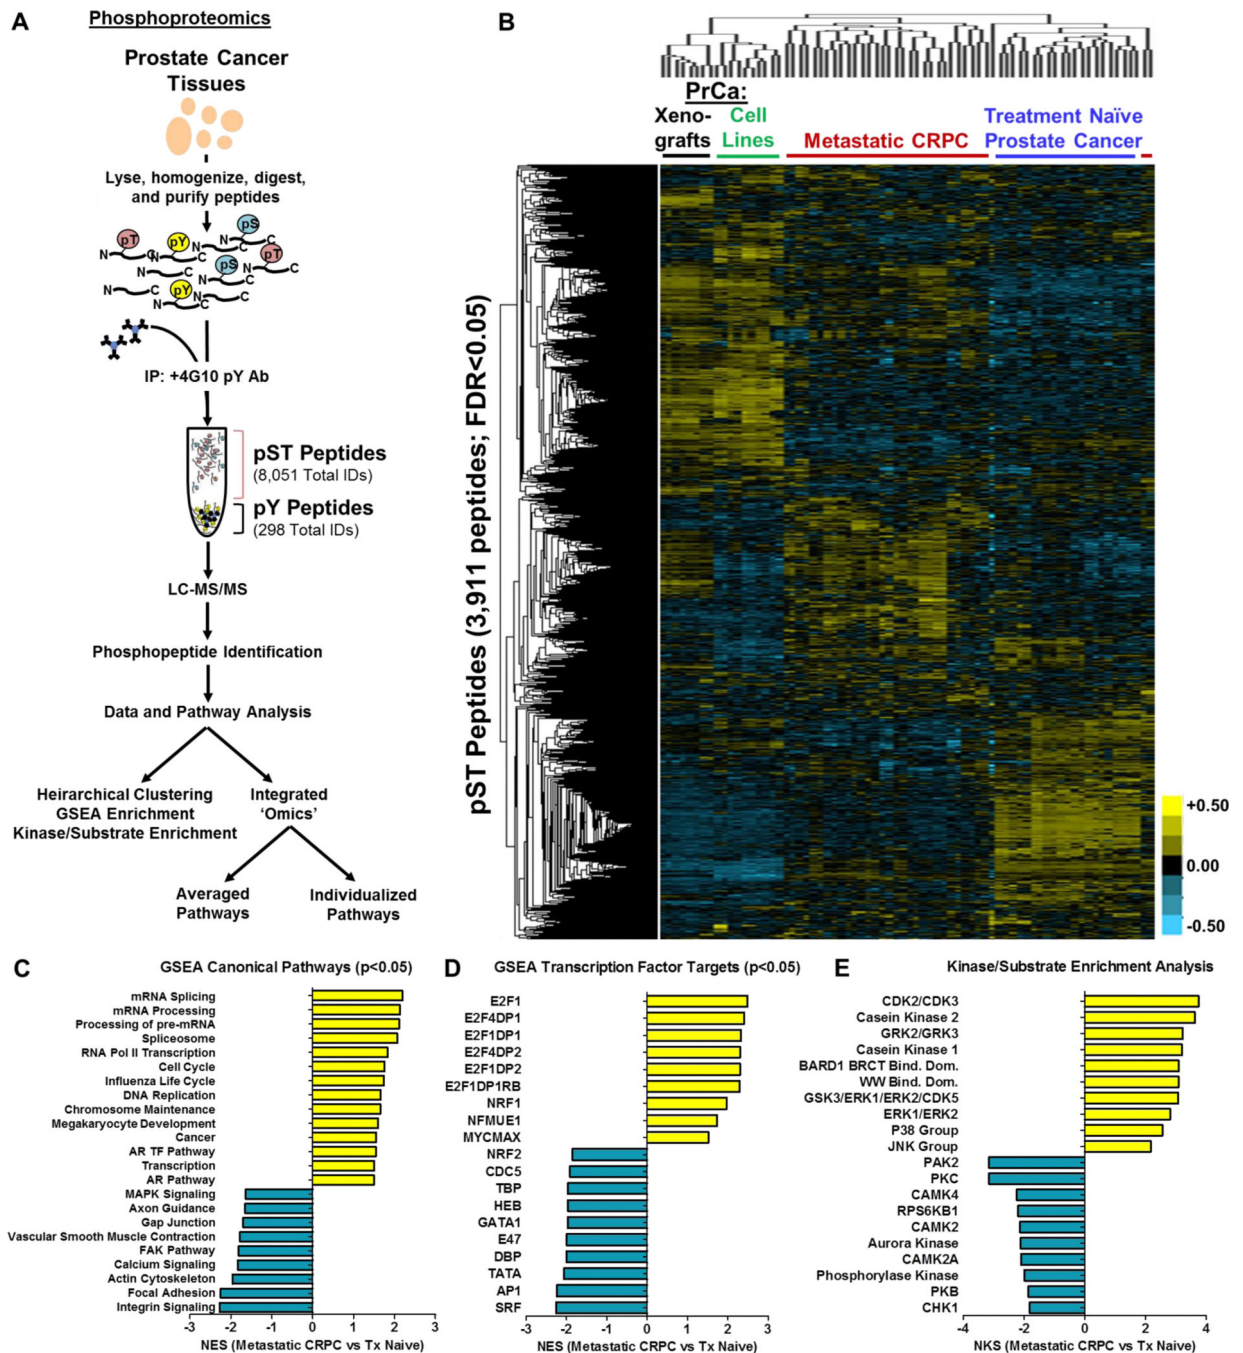 A
Phosphoproteomics
Prostate Cancer
Tissues
Lyse, homogenize, digest,
and purify peptides
pT
pY
pS
pS
pT
pY
N
C
N
C
N
C
N
C
N
C
N
C
N
C
N
C
IP: +4G10 pY Ab
pST Peptides
(8,051 Total IDs)
pY Peptides
(298 Total IDs)
LC-MS/MS
Phosphopeptide Identification
Data and Pathway Analysis
Heirarchical Clustering
GSEA Enrichment
Kinase/Substrate Enrichment
Integrated
‘Omics’
Averaged
Pathways
Individualized
Pathways
B
PrCa:
Xeno-
grafts
Cell
Lines
Metastatic CRPC
Treatment Naïve
Prostate Cancer
pST Peptides (3,911 peptides; FDR<0.05)
+0.50
0.00
-0.50
C
GSEA Canonical Pathways (p<0.05)
mRNA Splicing
mRNA Processing
Processing of pre-mRNA
Spliceosome
RNA Pol II Transcription
Cell Cycle
Influenza Life Cycle
DNA Replication
Chromosome Maintenance
Megakaryocyte Development
Cancer
AR TF Pathway
Transcription
AR Pathway
MAPK Signaling
Axon Guidance
Gap Junction
Vascular Smooth Muscle Contraction
FAK Pathway
Calcium Signaling
Actin Cytoskeleton
Focal Adhesion
Integrin Signaling
-3 -2 -1 0 1 2 3
NES (Metastatic CRPC vs Tx Naive)
D
GSEA Transcription Factor Targets (p<0.05)
E2F1
E2F4DP1
E2F1DP1
E2F4DP2
E2F1DP2
E2F1DP1RB
NRF1
NFMUE1
MYCMAX
NRF2
CDC5
TBP
HEB
GATA1
E47
DBP
TATA
AP1
SRF
-3 -2 -1 0 1 2 3
NES (Metastatic CRPC vs Tx Naive)
E
Kinase/Substrate Enrichment Analysis
CDK2/CDK3
Casein Kinase 2
GRK2/GRK3
Casein Kinase 1
BARD1 BRCT Bind. Dom.
WW Bind. Dom.
GSK3/ERK1/ERK2/CDK5
ERK1/ERK2
P38 Group
JNK Group
PAK2
PKC
CAMK4
RPS6KB1
CAMK2
Aurora Kinase
CAMK2A
Phosphorylase Kinase
PKB
CHK1
-4 -2 0 2 4
NKS (Metastatic CRPC vs Tx Naive)